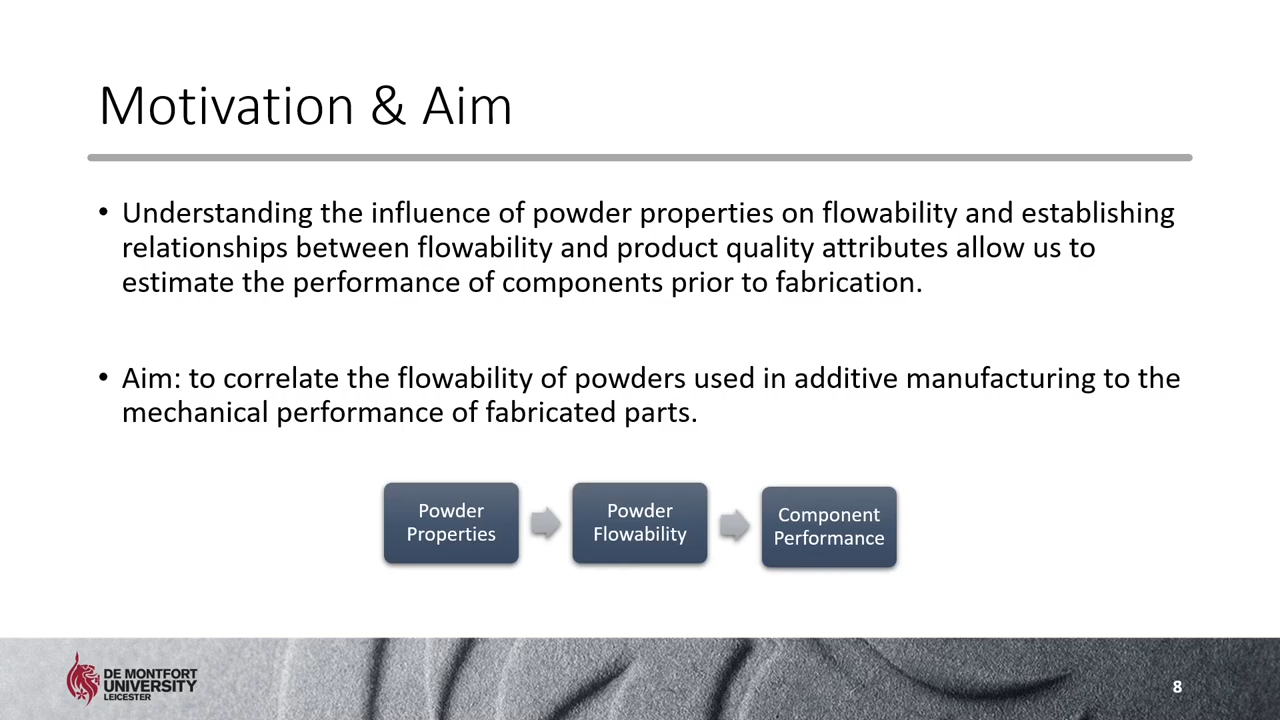 Motivation & Aim
• Understanding the influence of powder properties on flowability and establishing
relationships between flowability and product quality attributes allow us to
estimate the performance of components prior to fabrication.
• Aim: to correlate the flowability of powders used in additive manufacturing to the
mechanical performance of fabricated parts.
Powder
Properties
Powder
Flowability
Component
Performance
DE MONTFORT
UNIVERSITY
LEICESTER
8